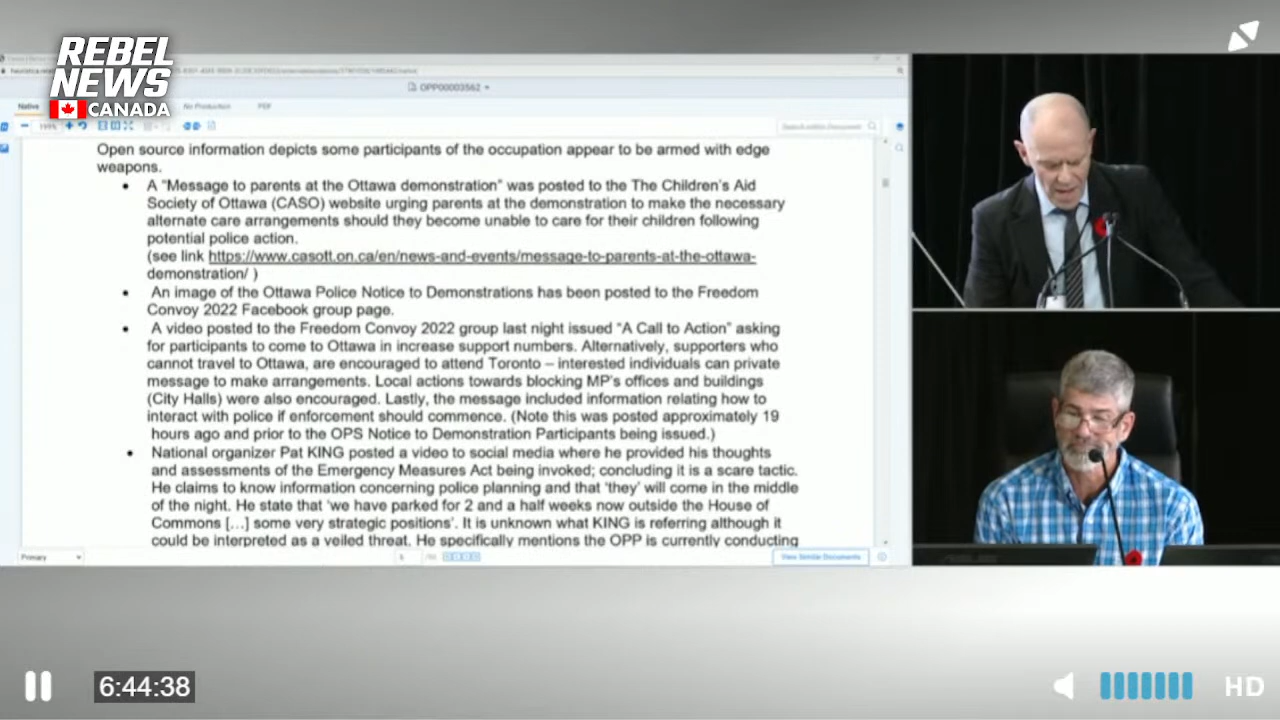 REBEL
NEWS
CANADA
OPP00003562
Native
No Production
PDF
199%
Open source information depicts some participants of the occupation appear to be armed with edge
weapons.
• A “Message to parents at the Ottawa demonstration” was posted to the The Children’s Aid
Society of Ottawa (CASO) website urging parents at the demonstration to make the necessary
alternate care arrangements should they become unable to care for their children following
potential police action.
(see link https://www.casott.on.ca/en/news-and-events/message-to-parents-at-the-ottawa-
demonstration/ )
• An image of the Ottawa Police Notice to Demonstrations has been posted to the Freedom
Convoy 2022 Facebook group page.
• A video posted to the Freedom Convoy 2022 group last night issued “A Call to Action” asking
for participants to come to Ottawa in increase support numbers. Alternatively, supporters who
cannot travel to Ottawa, are encouraged to attend Toronto – interested individuals can private
message to make arrangements. Local actions towards blocking MP’s offices and buildings
(City Halls) were also encouraged. Lastly, the message included information relating how to
interact with police if enforcement should commence. (Note this was posted approximately 19
hours ago and prior to the OPS Notice to Demonstration Participants being issued.)
• National organizer Pat KING posted a video to social media where he provided his thoughts
and assessments of the Emergency Measures Act being invoked; concluding it is a scare tactic.
He claims to know information concerning police planning and that ‘they’ will come in the middle
of the night. He state that ‘we have parked for 2 and a half weeks now outside the House of
Commons [...] some very strategic positions’. It is unknown what KING is referring although it
could be interpreted as a veiled threat. He specifically mentions the OPP is currently conducting
Primary
View Similar Documents
6:44:38
HD